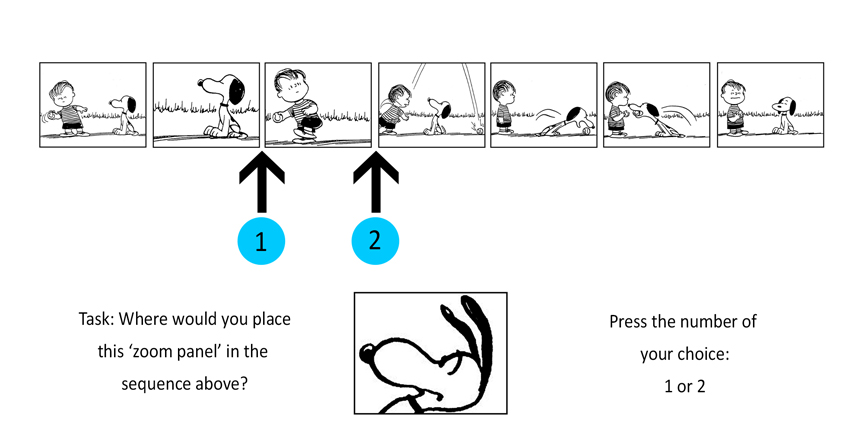 1
2
Task: Where would you place
this ‘zoom panel’ in the
sequence above?
Press the number of
your choice:
1 or 2